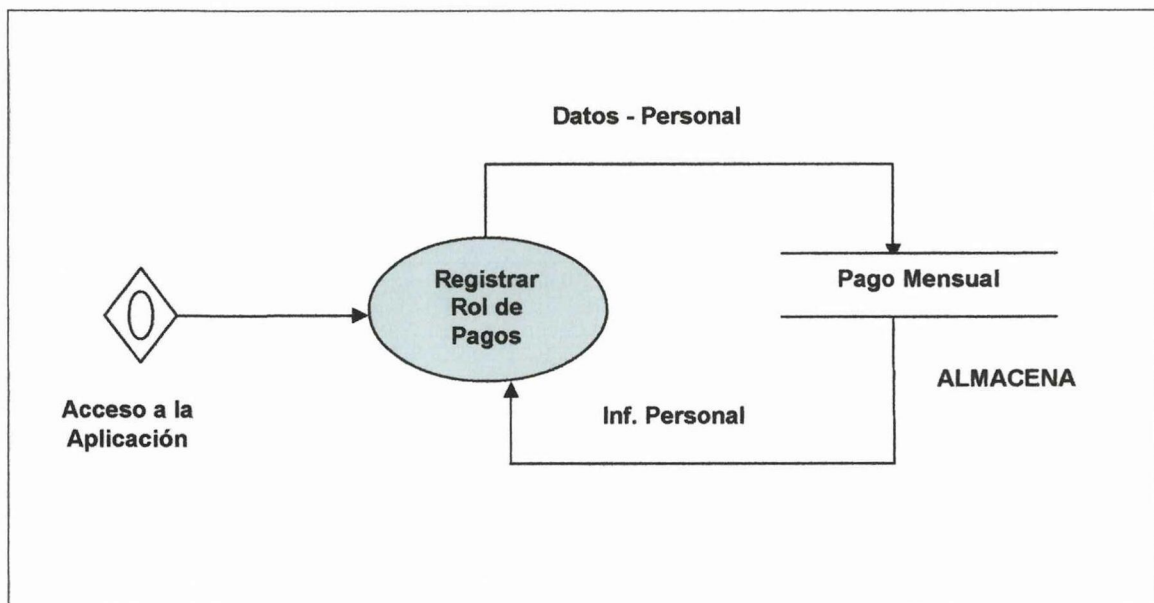 Datos - Personal
Registrar
Rol de
Pagos
Pago Mensual
ALMACENA
Acceso a la
Aplicación
Inf. Personal